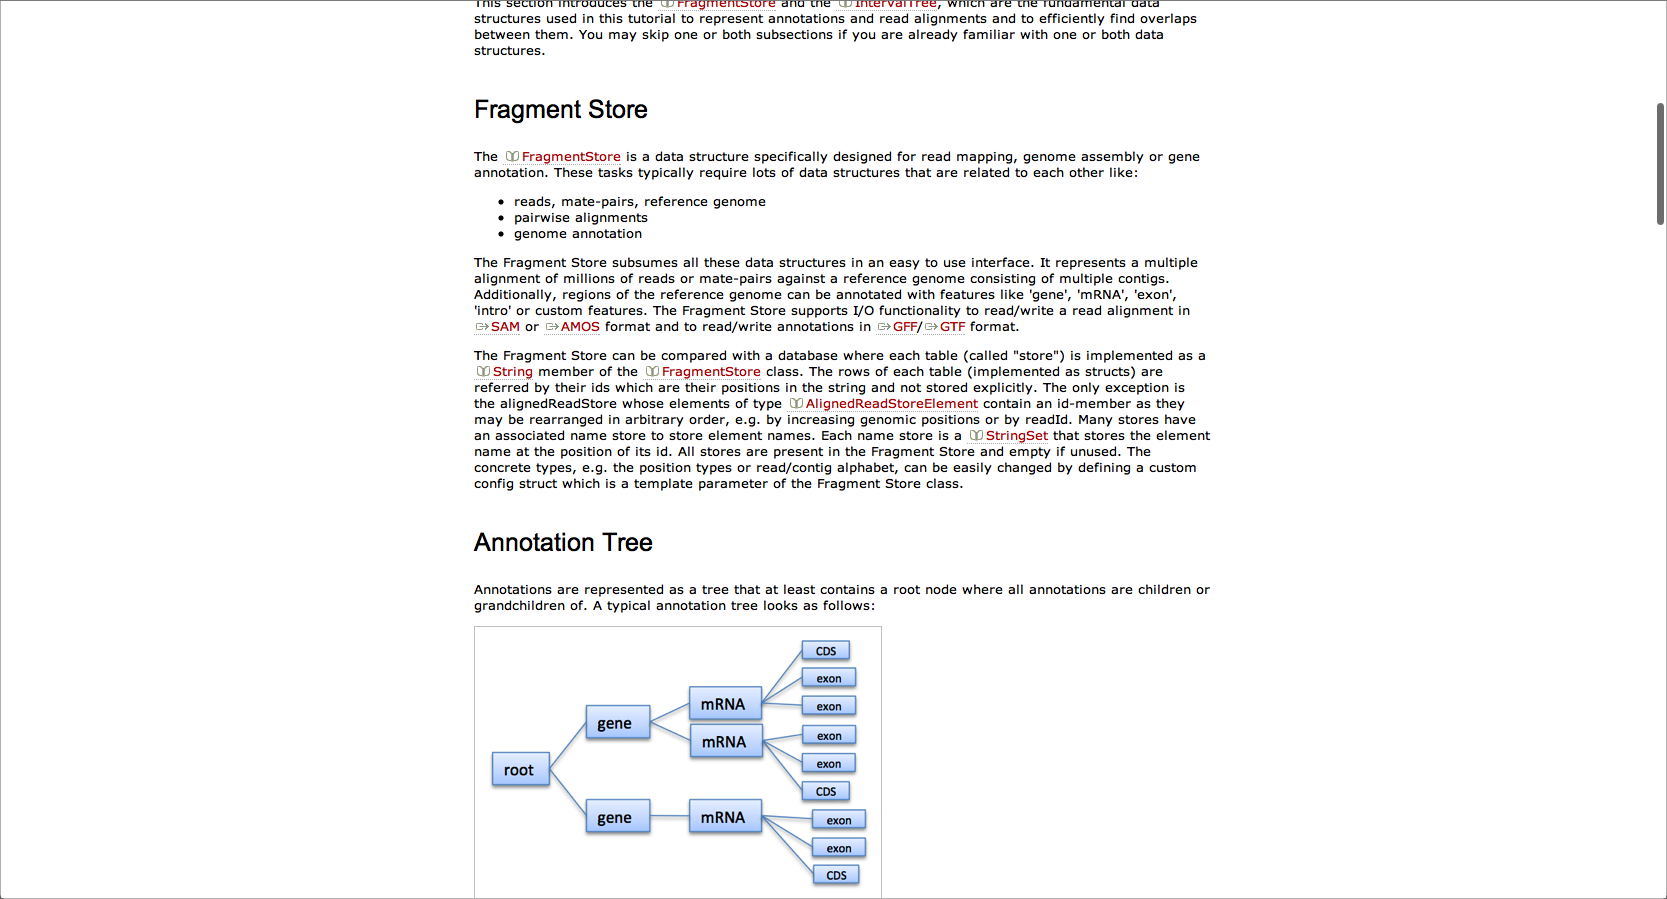 This section introduces the FragmentStore and the IntervalTree, which are the fundamental data
structures used in this tutorial to represent annotations and read alignments and to efficiently find overlaps
between them. You may skip one or both subsections if you are already familiar with one or both data
structures.
Fragment Store
The FragmentStore is a data structure specifically designed for read mapping, genome assembly or gene
annotation. These tasks typically require lots of data structures that are related to each other like:
• reads, mate-pairs, reference genome
• pairwise alignments
• genome annotation
The Fragment Store subsumes all these data structures in an easy to use interface. It represents a multiple
alignment of millions of reads or mate-pairs against a reference genome consisting of multiple contigs.
Additionally, regions of the reference genome can be annotated with features like 'gene', 'mRNA', 'exon',
'intro' or custom features. The Fragment Store supports I/O functionality to read/write a read alignment in
SAM or AMOS format and to read/write annotations in GFF/ GTF format.
The Fragment Store can be compared with a database where each table (called "store") is implemented as a
String member of the FragmentStore class. The rows of each table (implemented as structs) are
referred by their ids which are their positions in the string and not stored explicitly. The only exception is
the alignedReadStore whose elements of type AlignedReadStoreElement contain an id-member as they
may be rearranged in arbitrary order, e.g. by increasing genomic positions or by readId. Many stores have
an associated name store to store element names. Each name store is a StringSet that stores the element
name at the position of its id. All stores are present in the Fragment Store and empty if unused. The
concrete types, e.g. the position types or read/contig alphabet, can be easily changed by defining a custom
config struct which is a template parameter of the Fragment Store class.
Annotation Tree
Annotations are represented as a tree that at least contains a root node where all annotations are children or
grandchildren of. A typical annotation tree looks as follows:
root
gene
mRNA
CDS
exon
exon
mRNA
exon
exon
CDS
gene
mRNA
exon
exon
CDS